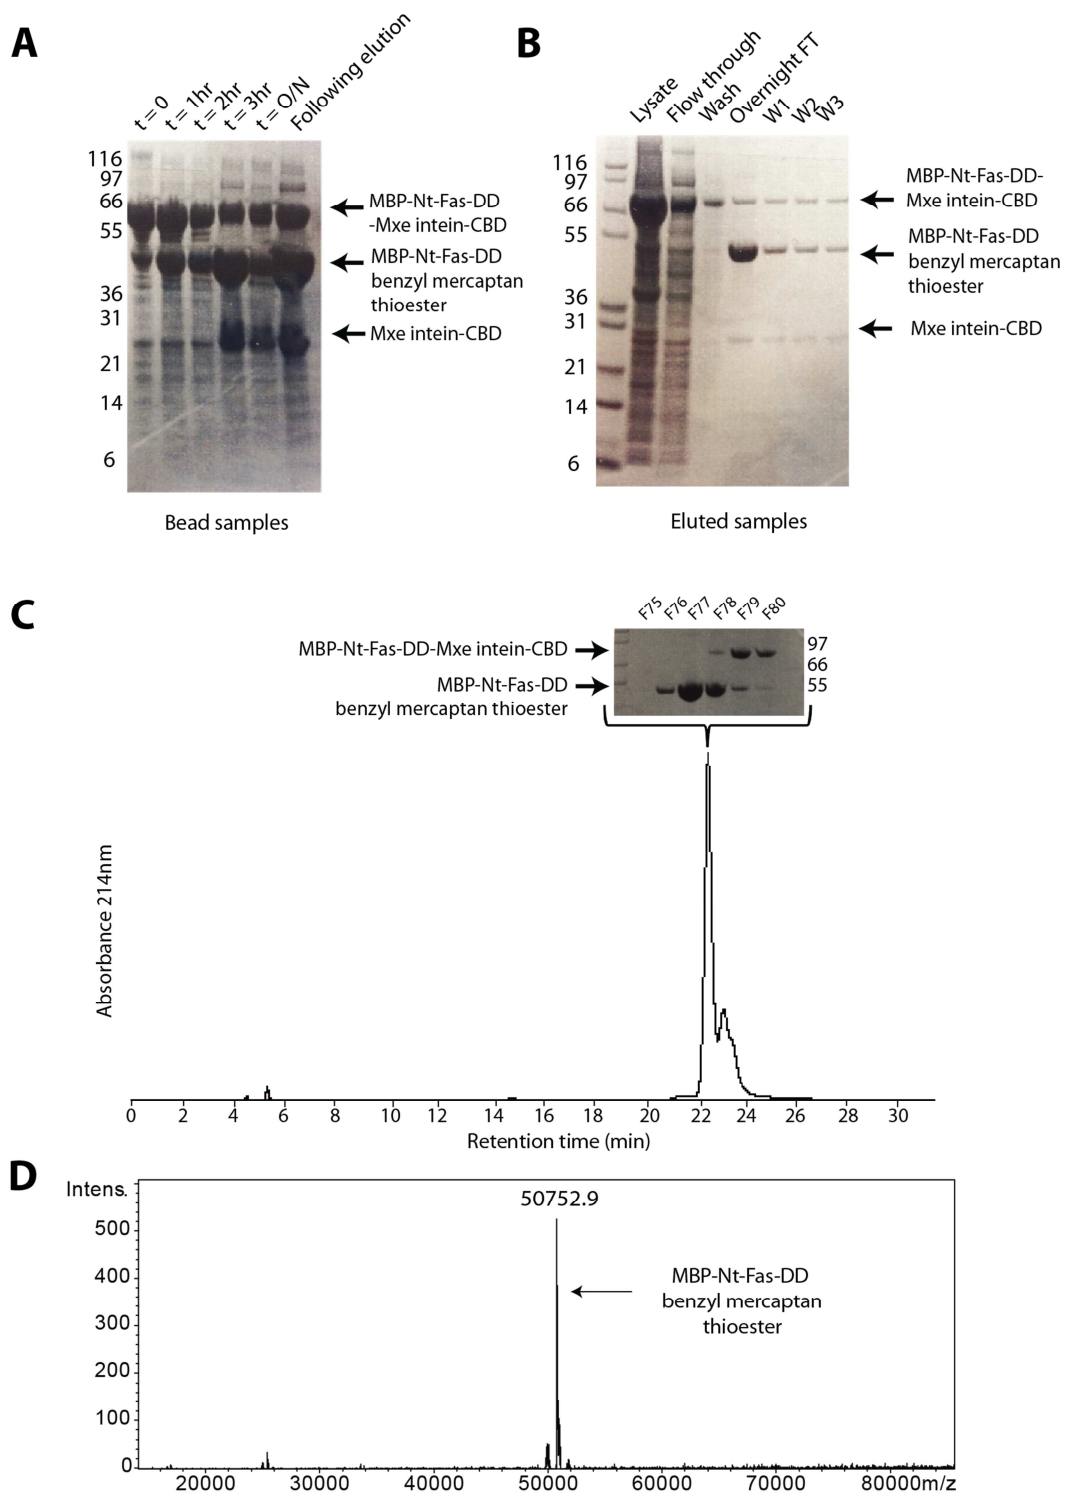 A
t = 0
t = 1hr
t = 2hr
t = 3hr
t = O/N
Following elution
116
97
66
55
36
31
21
14
6
MBP-Nt-Fas-DD
-Mxe intein-CBD
MBP-Nt-Fas-DD
benzyl mercaptan
thioester
Mxe intein-CBD
Bead samples
B
Lysate
Flow through
Wash
Overnight FT
W1
W2
W3
116
97
66
55
36
31
21
14
6
MBP-Nt-Fas-DD-
Mxe intein-CBD
MBP-Nt-Fas-DD
benzyl mercaptan
thioester
Mxe intein-CBD
Eluted samples
C
F75
F76
F77
F78
F79
F80
MBP-Nt-Fas-DD-Mxe intein-CBD
MBP-Nt-Fas-DD
benzyl mercaptan thioester
97
66
55
Absorbance 214nm
0 2 4 6 8 10 12 14 16 18 20 22 24 26 28 30
Retention time (min)
D
Intens.
500
400
300
200
100
0
50752.9
MBP-Nt-Fas-DD
benzyl mercaptan
thioester
20000 30000 40000 50000 60000 70000 80000m/z